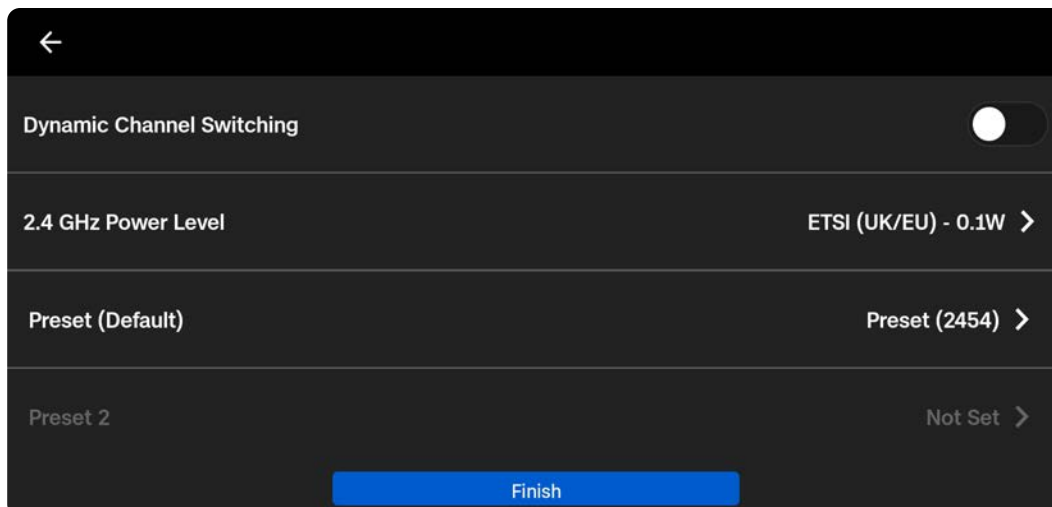 Dynamic Channel Switching
2.4 GHz Power Level ETSI (UK/EU) - 0.1W
Preset (Default) Preset (2454)
Preset 2 Not Set
Finish